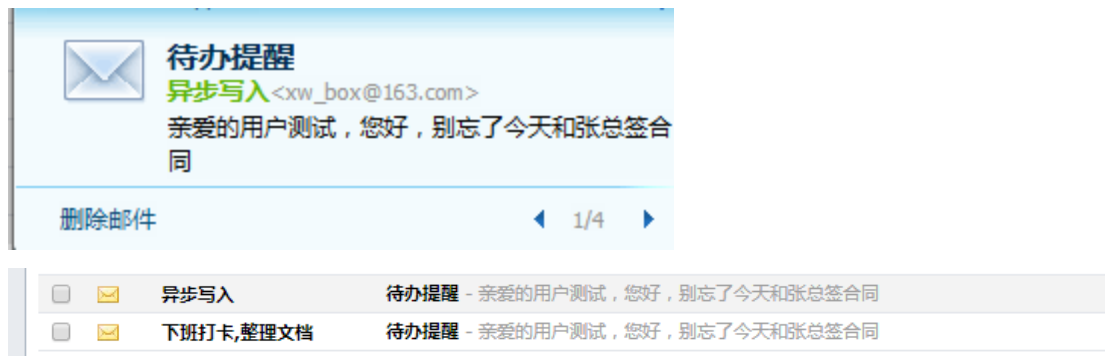 待办提醒
异步写入<xw_box@163.com>
亲爱的用户测试，您好，别忘了今天和张总签合
同
删除邮件 1/4
异步写入 待办提醒 - 亲爱的用户测试，您好，别忘了今天和张总签合同
下班打卡,整理文档 待办提醒 - 亲爱的用户测试，您好，别忘了今天和张总签合同